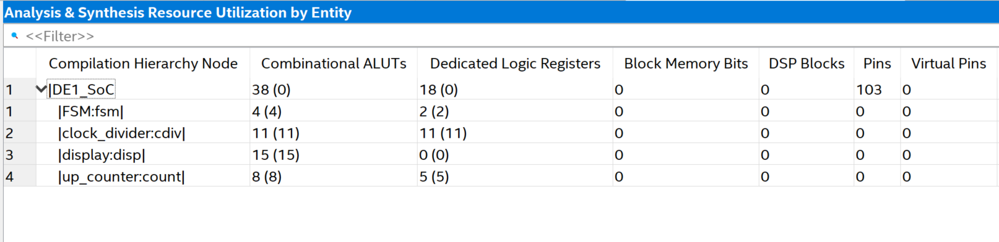 Analysis & Synthesis Resource Utilization by Entity
<<Filter>>
Compilation Hierarchy Node Combinational ALUTs Dedicated Logic Registers Block Memory Bits DSP Blocks Pins Virtual Pins
1 |DE1_SoC 38 (0) 18 (0) 0 0 103 0
1 |FSM:fsm| 4 (4) 2 (2) 0 0 0 0
2 |clock_divider:cdiv| 11 (11) 11 (11) 0 0 0 0
3 |display:disp| 15 (15) 0 (0) 0 0 0 0
4 |up_counter:count| 8 (8) 5 (5) 0 0 0 0